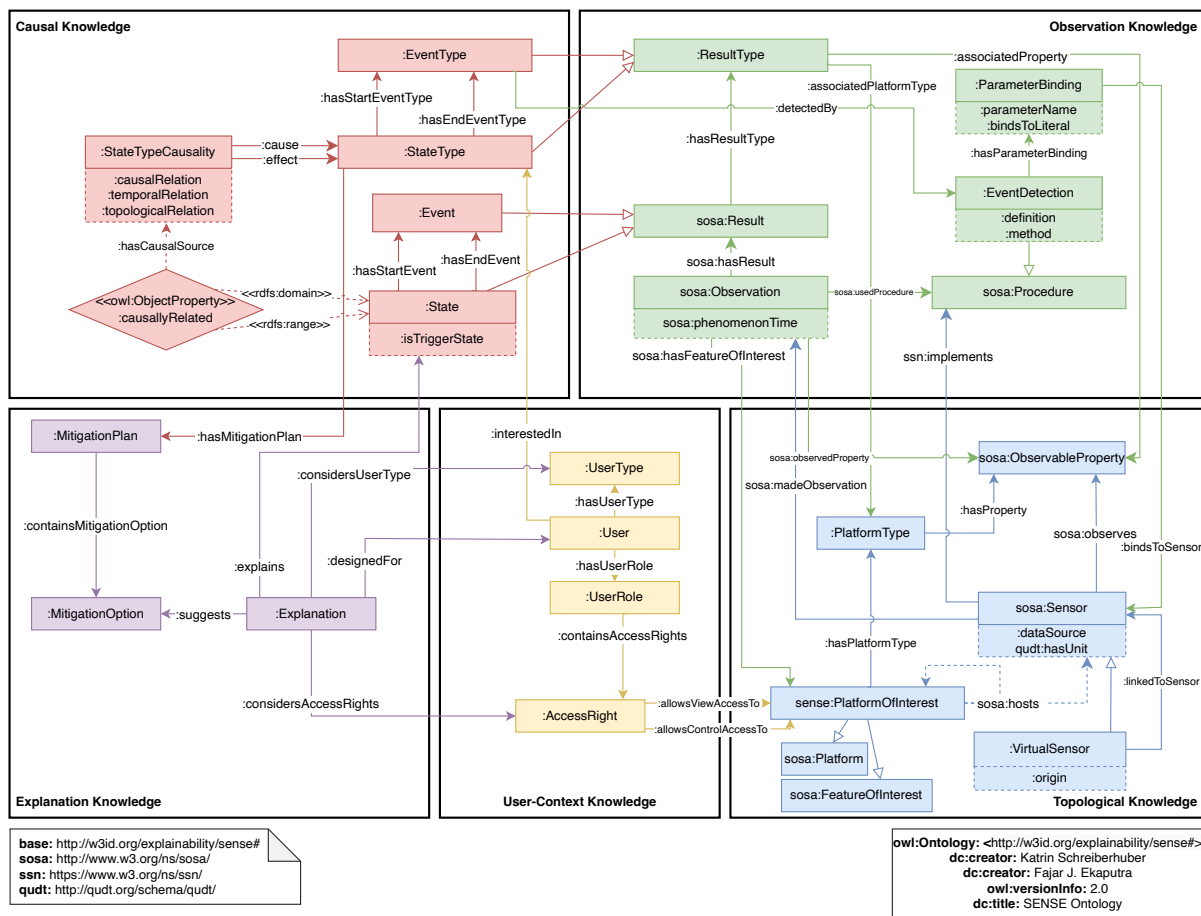 Causal Knowledge
Observation Knowledge
:EventType
:ResultType
:associatedProperty
:associatedPlatformType
:ParameterBinding
:parameterName
:bindsToLiteral
:hasStartEventType
:hasEndEventType
:detectedBy
:StateTypeCausality
:cause
:effect
:StateType
:hasResultType
:hasParameterBinding
:causalRelation
:temporalRelation
:topologicalRelation
:EventDetection
:definition
:method
:Event
sosa:Result
:hasCausalSource
:hasStartEvent
:hasEndEvent
sosa:hasResult
<<owl:ObjectProperty>>
:causallyRelated
<<rdfs:domain>>
<<rdfs:range>>
:State
:isTriggerState
sosa:Observation
sosa:phenomenonTime
sosa:usedProcedure
sosa:Procedure
sosa:hasFeatureOfInterest
ssn:implements
:MitigationPlan
:hasMitigationPlan
:interestedIn
:considersUserType
:UserType
sosa:observedProperty
sosa:ObservableProperty
sosa:madeObservation
:hasUserType
:hasProperty
:containsMitigationOption
:User
:PlatformType
sosa:observes
:bindsToSensor
:explains
:designedFor
:hasUserRole
:MitigationOption
:suggests
:Explanation
:UserRole
sosa:Sensor
:dataSource
qudt:hasUnit
:containsAccessRights
:hasPlatformType
:linkedToSensor
:considersAccessRights
:AccessRight
:allowsViewAccessTo
:allowsControlAccessTo
sense:PlatformOfInterest
sosa:hosts
sosa:Platform
sosa:FeatureOfInterest
:VirtualSensor
:origin
Explanation Knowledge
User-Context Knowledge
Topological Knowledge
base: http://w3id.org/explainability/sense#
sosa: http://www.w3.org/ns/sosa/
ssn: https://www.w3.org/ns/ssn/
qudt: http://qudt.org/schema/qudt/
owl:Ontology: <http://w3id.org/explainability/sense#>
dc:creator: Katrin Schreiberhuber
dc:creator: Fajar J. Ekaputra
owl:versionInfo: 2.0
dc:title: SENSE Ontology